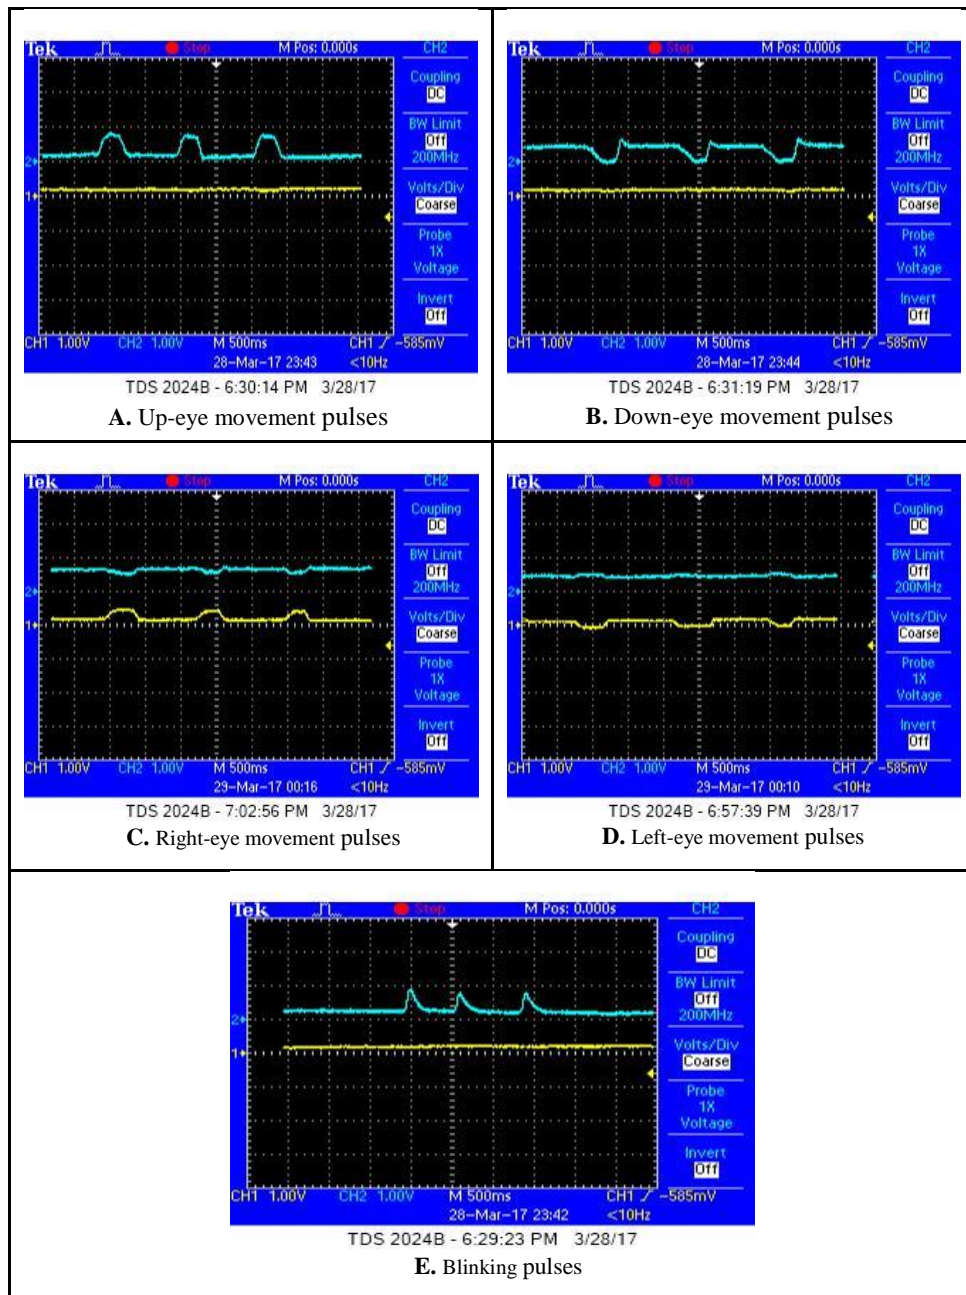 Tek Stop M Pos: 0.000s CH2
Coupling
DC
BW Limit
Off
200MHz
Volts/Div
Coarse
Probe
1X
Voltage
Invert
Off
2
1
CH1 1.00V CH2 1.00V M 500ms CH1 -585mV
28-Mar-17 23:43 <10Hz
TDS 2024B - 6:30:14 PM 3/28/17
A. Up-eye movement pulses
Tek Stop M Pos: 0.000s CH2
Coupling
DC
BW Limit
Off
200MHz
Volts/Div
Coarse
Probe
1X
Voltage
Invert
Off
2
1
CH1 1.00V CH2 1.00V M 500ms CH1 -585mV
28-Mar-17 23:44 <10Hz
TDS 2024B - 6:31:19 PM 3/28/17
B. Down-eye movement pulses
Tek Stop M Pos: 0.000s CH2
Coupling
DC
BW Limit
Off
200MHz
Volts/Div
Coarse
Probe
1X
Voltage
Invert
Off
2
1
CH1 1.00V CH2 1.00V M 500ms CH1 -585mV
29-Mar-17 00:16 <10Hz
TDS 2024B - 7:02:56 PM 3/28/17
C. Right-eye movement pulses
Tek Stop M Pos: 0.000s CH2
Coupling
DC
BW Limit
Off
200MHz
Volts/Div
Coarse
Probe
1X
Voltage
Invert
Off
2
1
CH1 1.00V CH2 1.00V M 500ms CH1 -585mV
29-Mar-17 00:10 <10Hz
TDS 2024B - 6:57:39 PM 3/28/17
D. Left-eye movement pulses
Tek Stop M Pos: 0.000s CH2
Coupling
DC
BW Limit
Off
200MHz
Volts/Div
Coarse
Probe
1X
Voltage
Invert
Off
2
1
CH1 1.00V CH2 1.00V M 500ms CH1 -585mV
28-Mar-17 23:42 <10Hz
TDS 2024B - 6:29:23 PM 3/28/17
E. Blinking pulses